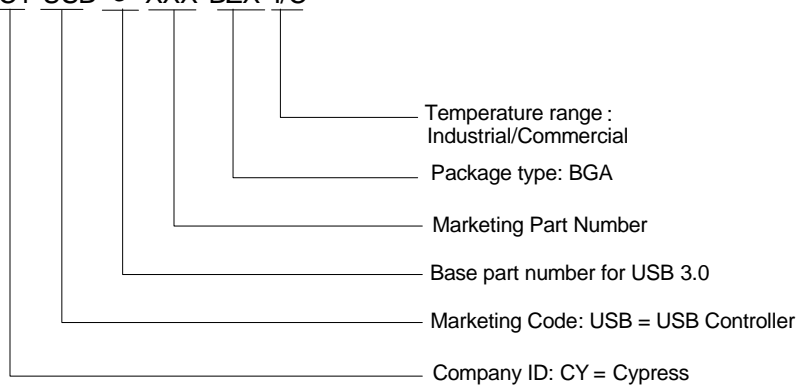 Temperature range :
Industrial/Commercial
Package type: BGA
Marketing Part Number
Base part number for USB 3.0
Marketing Code: USB = USB Controller
Company ID: CY = Cypress